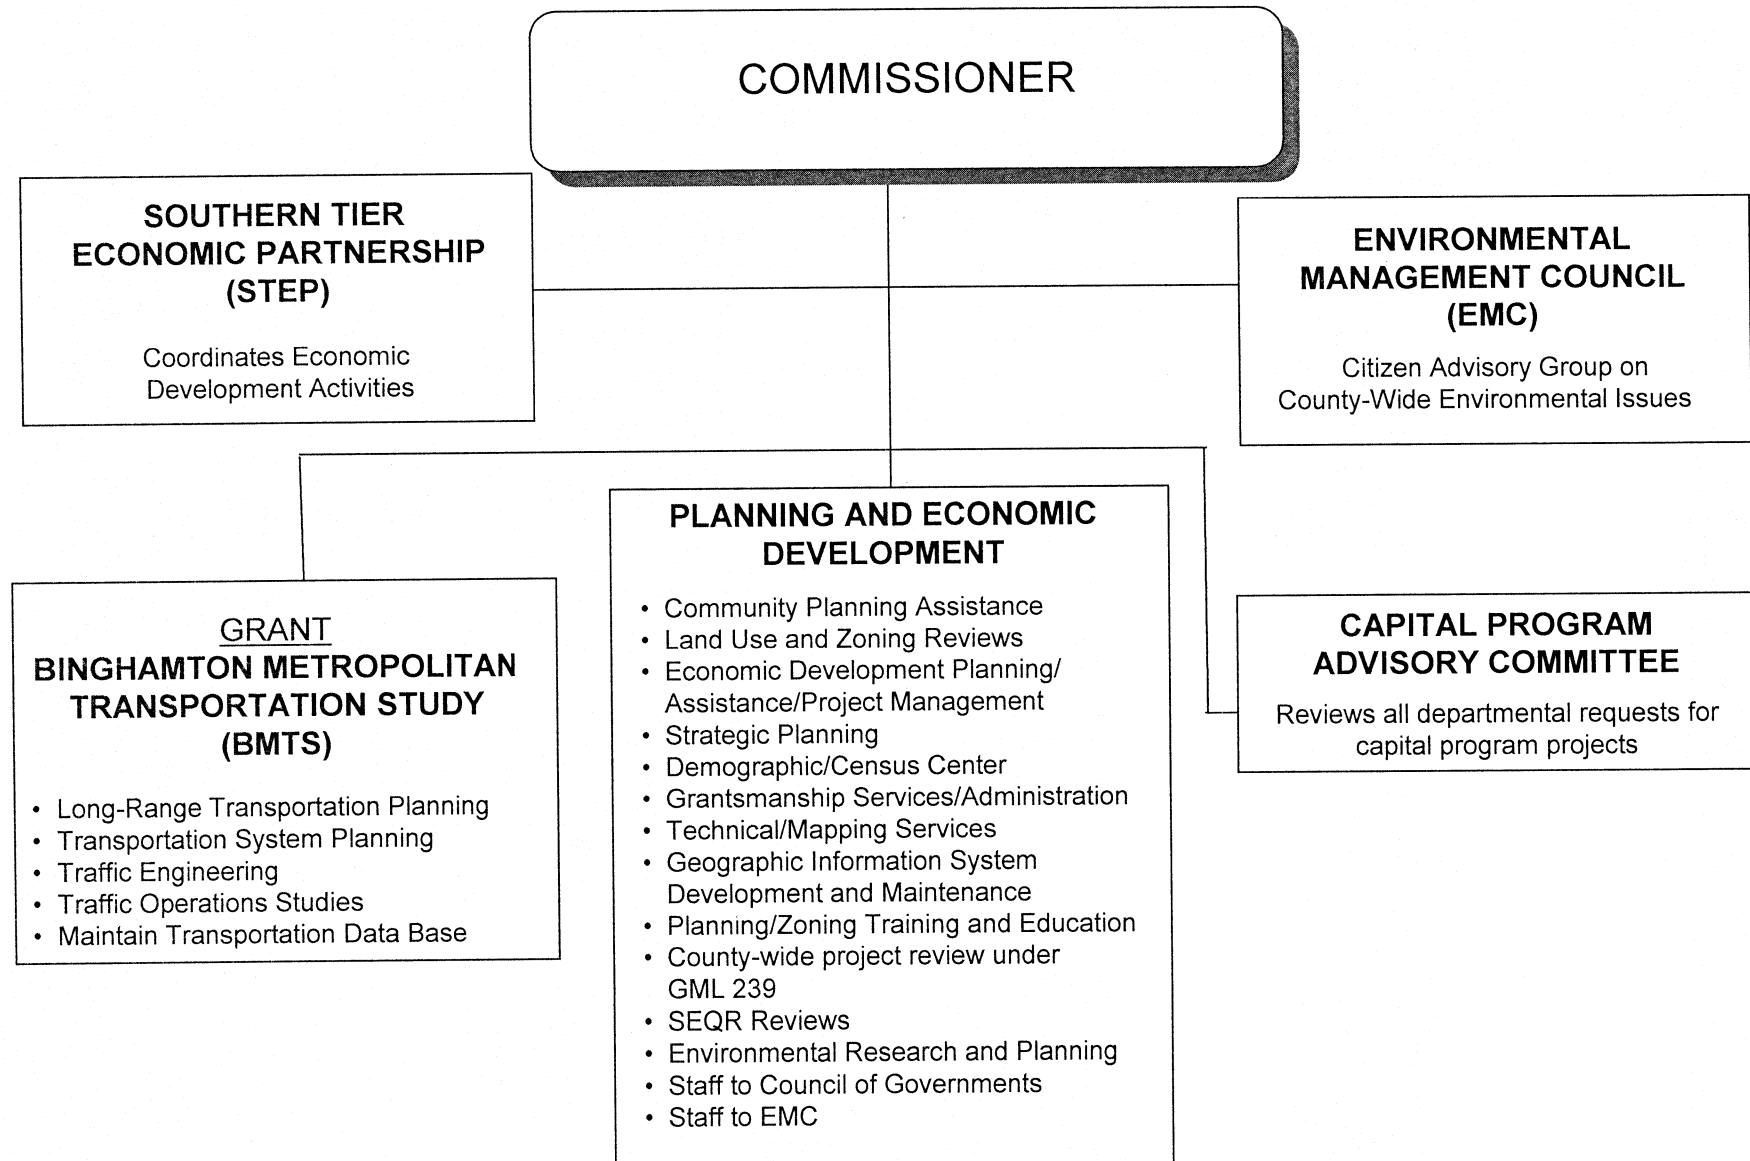 COMMISSIONER
SOUTHERN TIER
ECONOMIC PARTNERSHIP
(STEP)
Coordinates Economic
Development Activities
ENVIRONMENTAL
MANAGEMENT COUNCIL
(EMC)
Citizen Advisory Group on
County-Wide Environmental Issues
GRANT
BINGHAMTON METROPOLITAN
TRANSPORTATION STUDY
(BMTS)
• Long-Range Transportation Planning
• Transportation System Planning
• Traffic Engineering
• Traffic Operations Studies
• Maintain Transportation Data Base
PLANNING AND ECONOMIC
DEVELOPMENT
• Community Planning Assistance
• Land Use and Zoning Reviews
• Economic Development Planning/
Assistance/Project Management
• Strategic Planning
• Demographic/Census Center
• Grantsmanship Services/Administration
• Technical/Mapping Services
• Geographic Information System
Development and Maintenance
• Planning/Zoning Training and Education
• County-wide project review under
GML 239
• SEQR Reviews
• Environmental Research and Planning
• Staff to Council of Governments
• Staff to EMC
CAPITAL PROGRAM
ADVISORY COMMITTEE
Reviews all departmental requests for
capital program projects